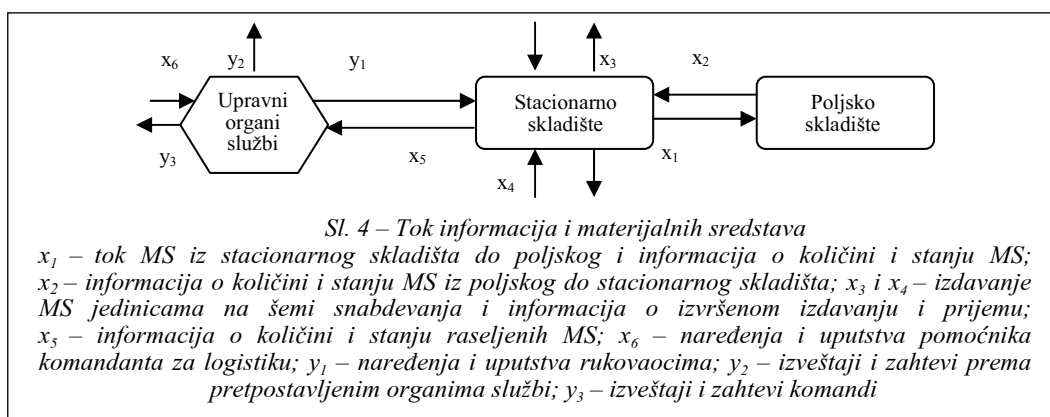 x₆ y₂ y₁ x₃ x₂
Upravni
organi
službi
Stacionarno
skladište
Poljsko
skladište
y₃ x₅ x₄ x₁
Sl. 4 – Tok informacija i materijalnih sredstava
x₁ – tok MS iz stacionarnog skladišta do poljskog i informacija o količini i stanju MS;
x₂ – informacija o količini i stanju MS iz poljskog do stacionarnog skladišta; x₃ i x₄ – izdavanje
MS jedinicama na šemi snabdevanja i informacija o izvršenom izdavanju i prijemu;
x₅ – informacija o količini i stanju raseljenih MS; x₆ – naređenja i uputstva pomoćnika
komandanta za logistiku; y₁ – naređenja i uputstva rukovaocima; y₂ – izveštaji i zahtevi prema
pretpostavljenim organima službi; y₃ – izveštaji i zahtevi komandi